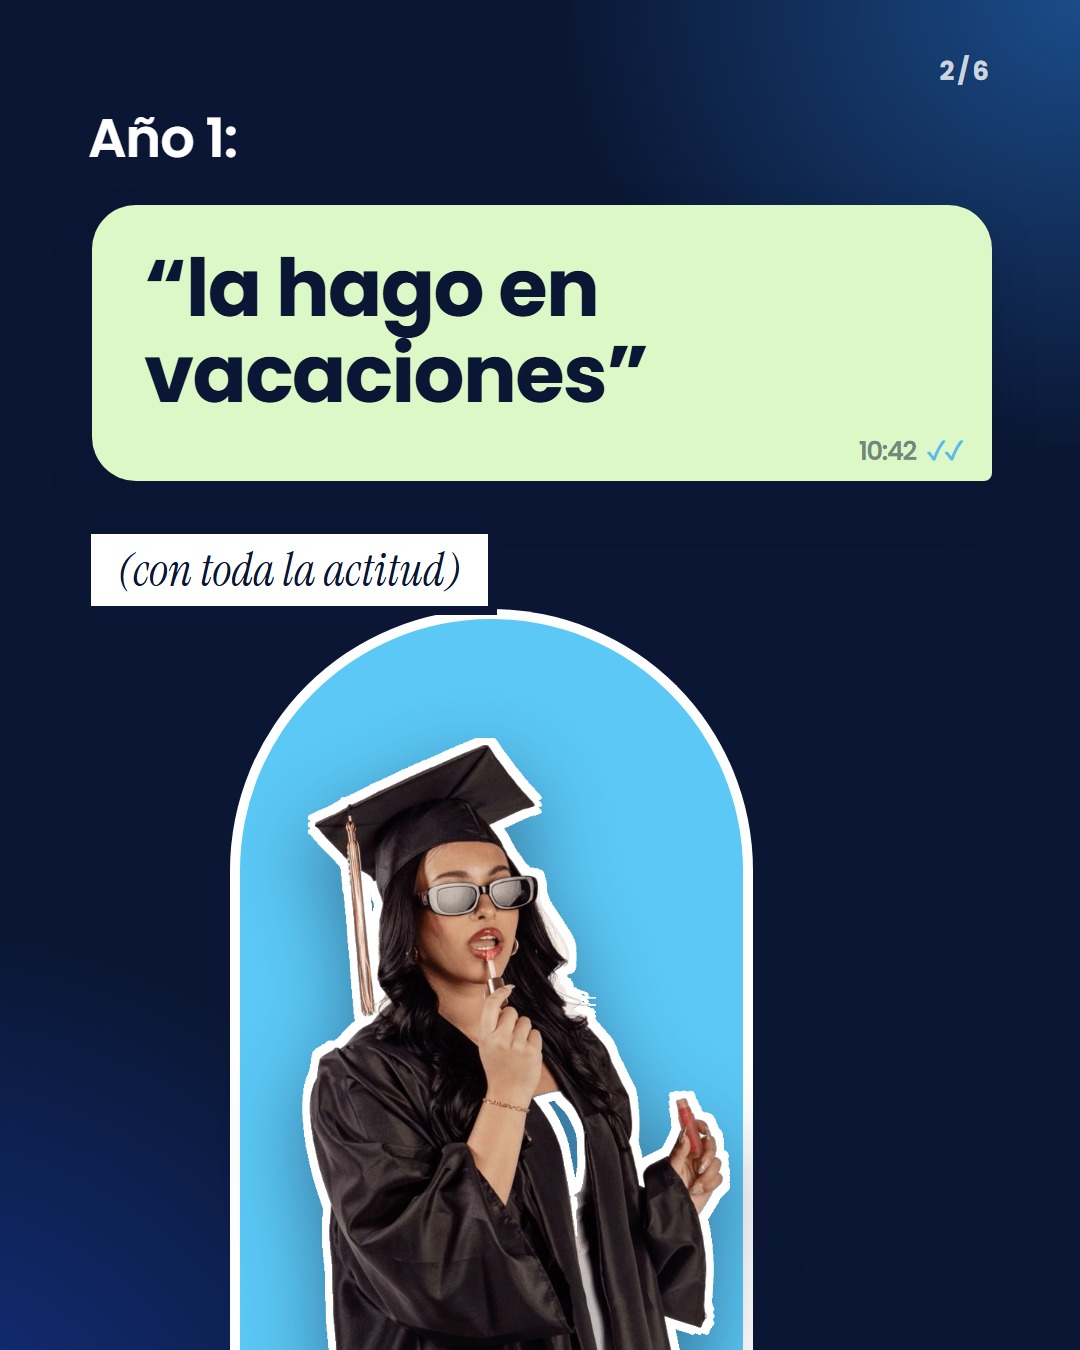 2/6
Año 1:
“la hago en
vacaciones”
10:42 ✓✓
(con toda la actitud)